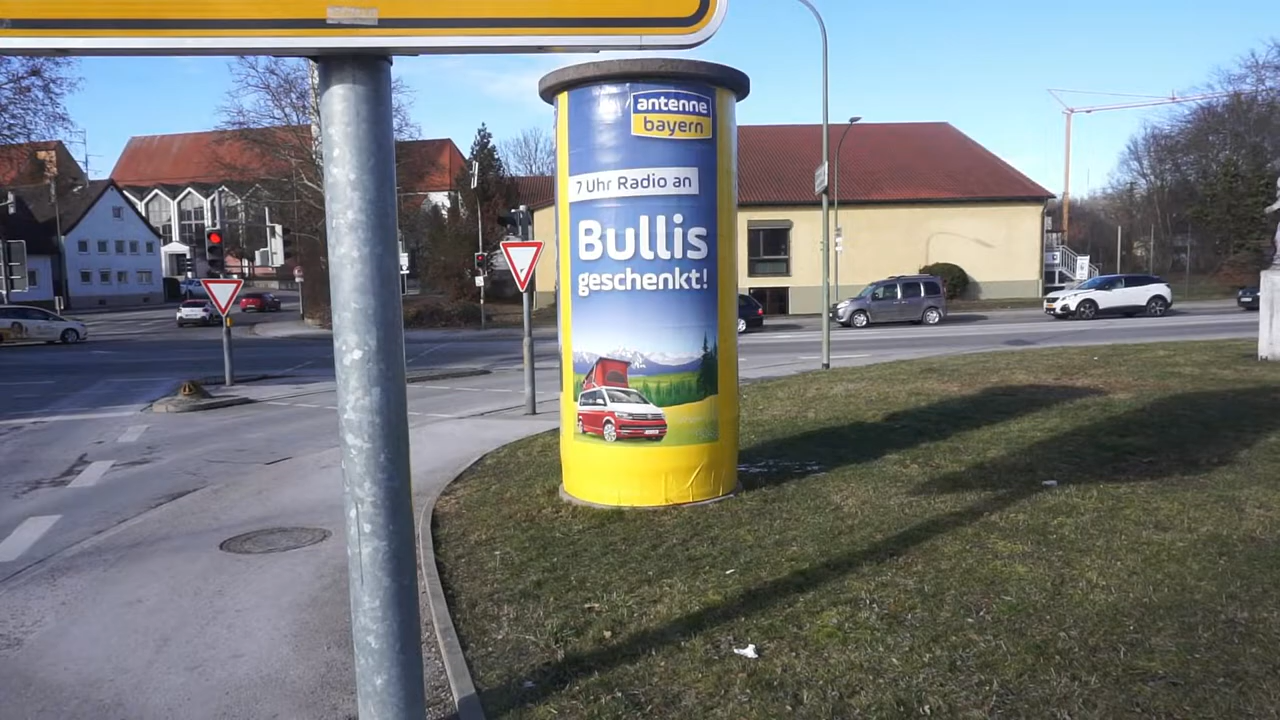 antenne
bayern
7 Uhr Radio an
Bullis
geschenkt!